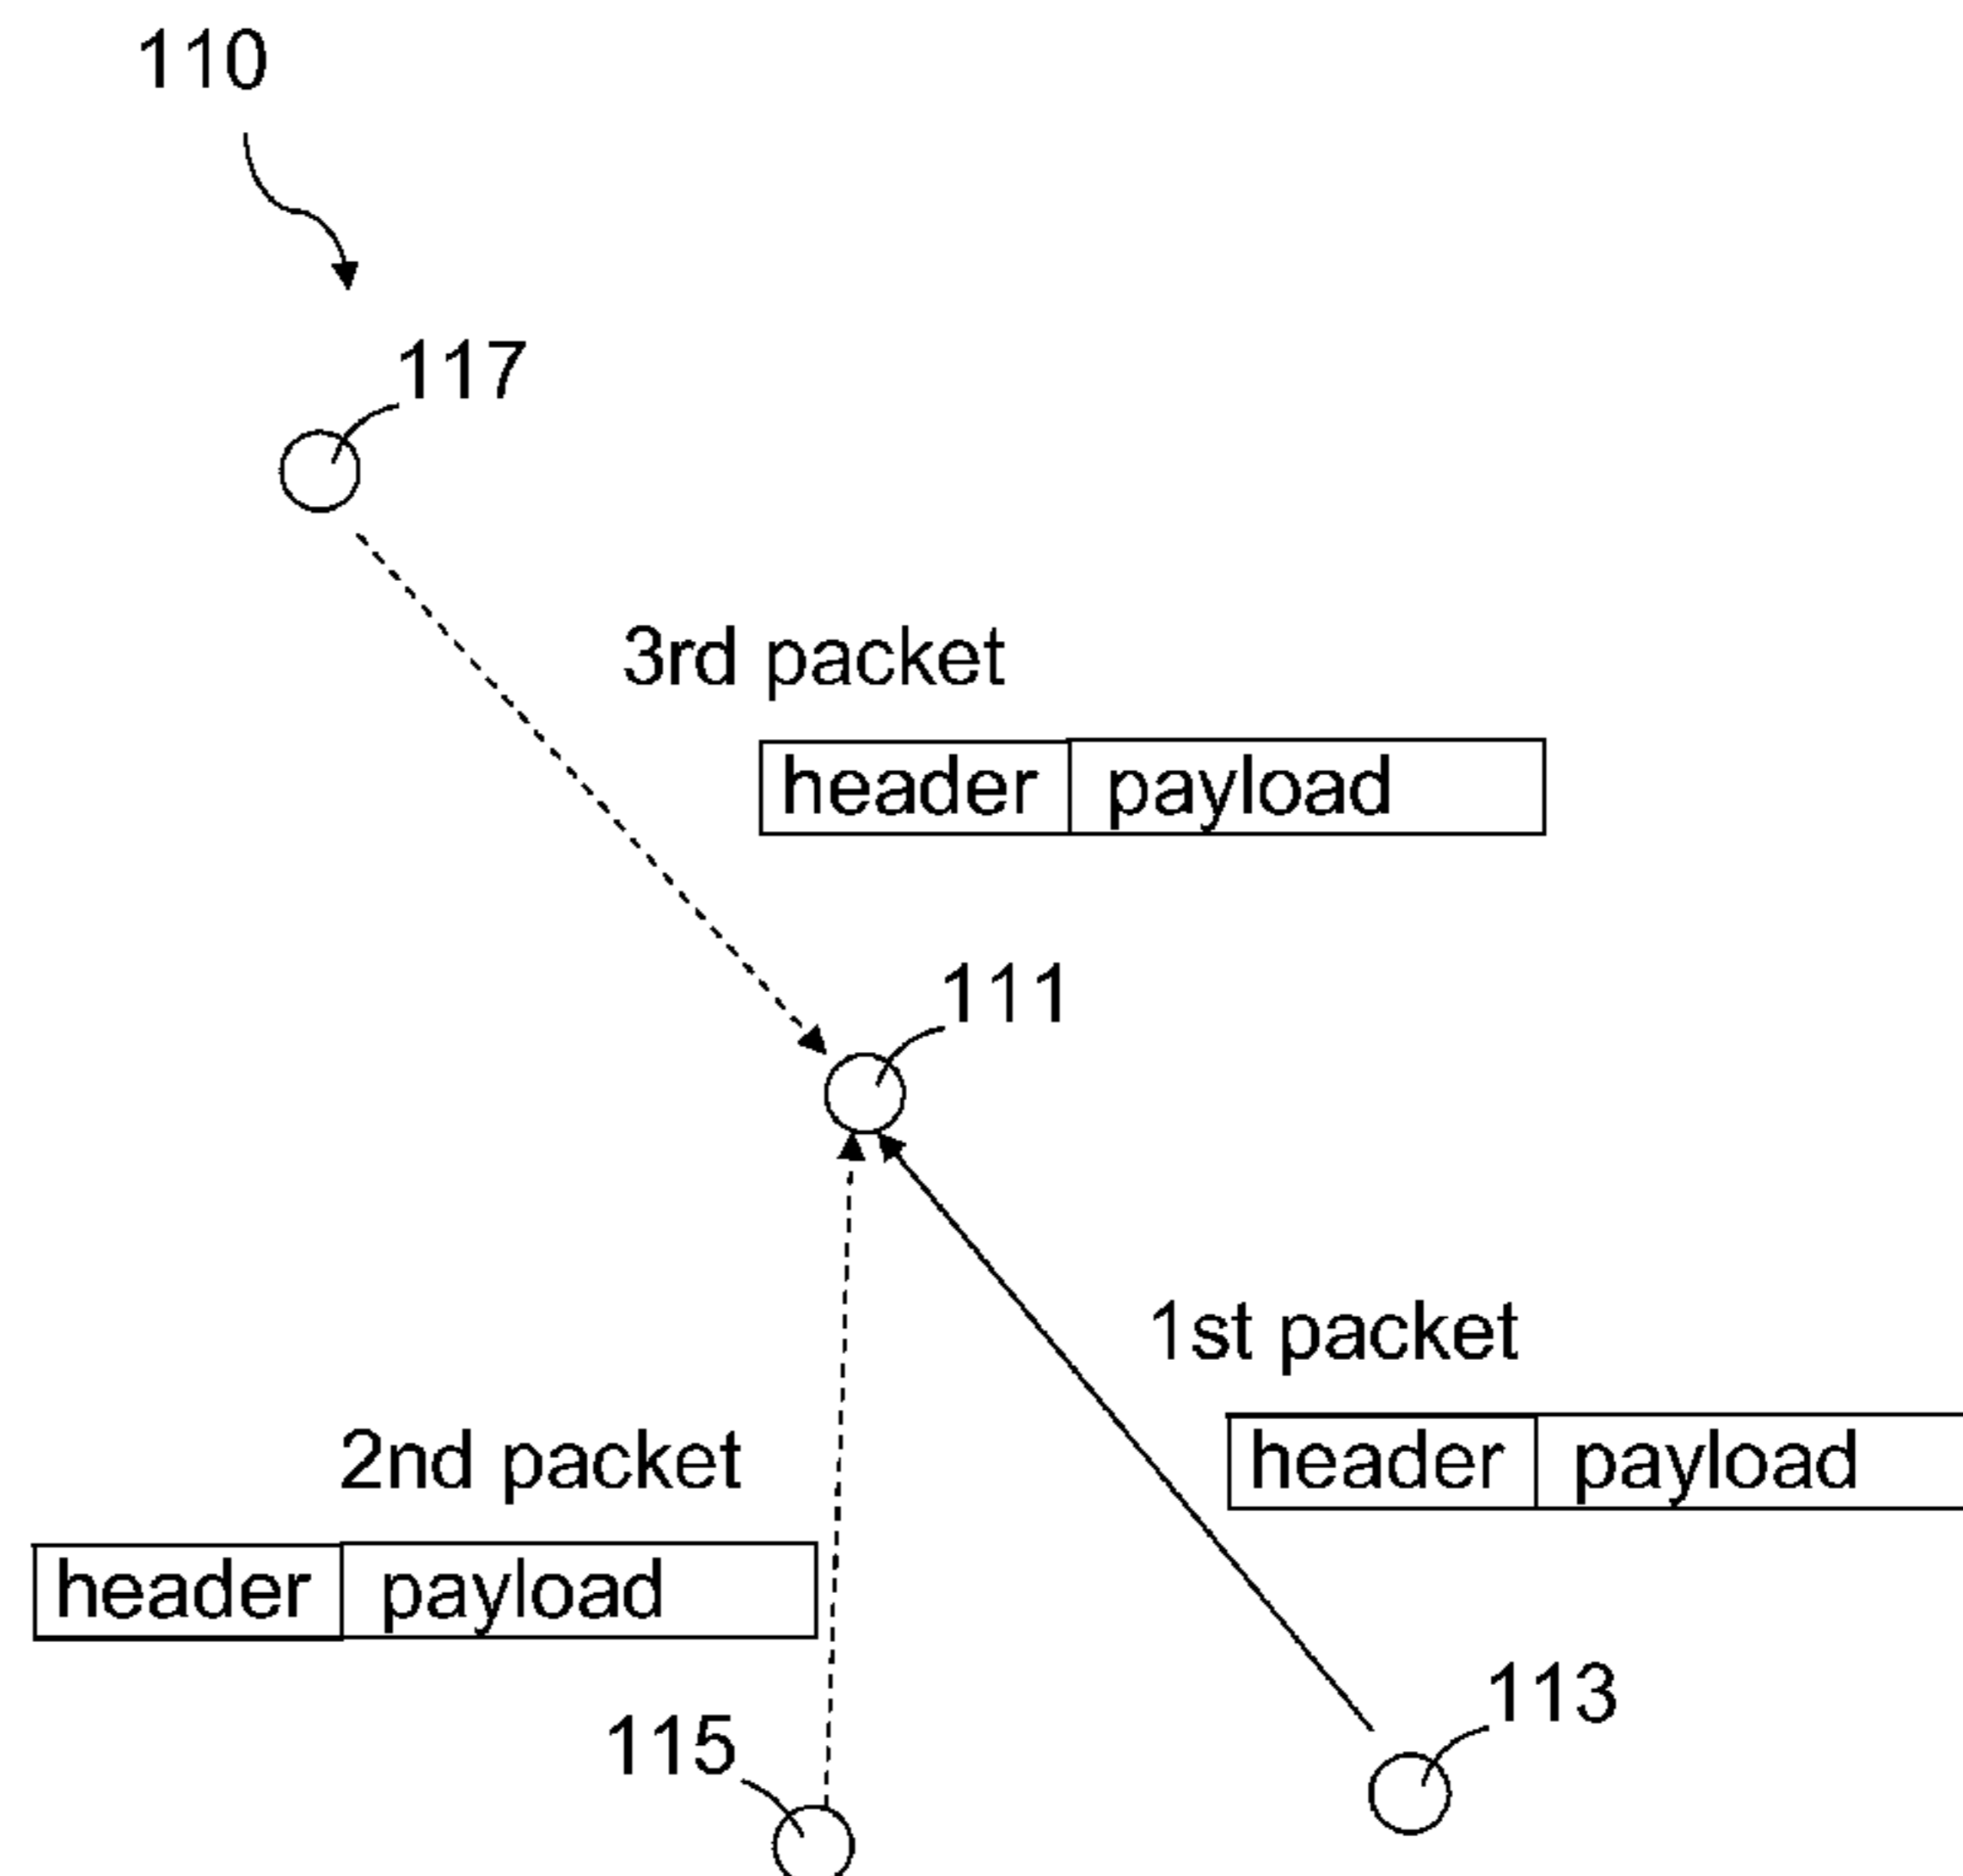 110
117
3rd packet
header payload
111
1st packet
2nd packet
header payload
header payload
113
115